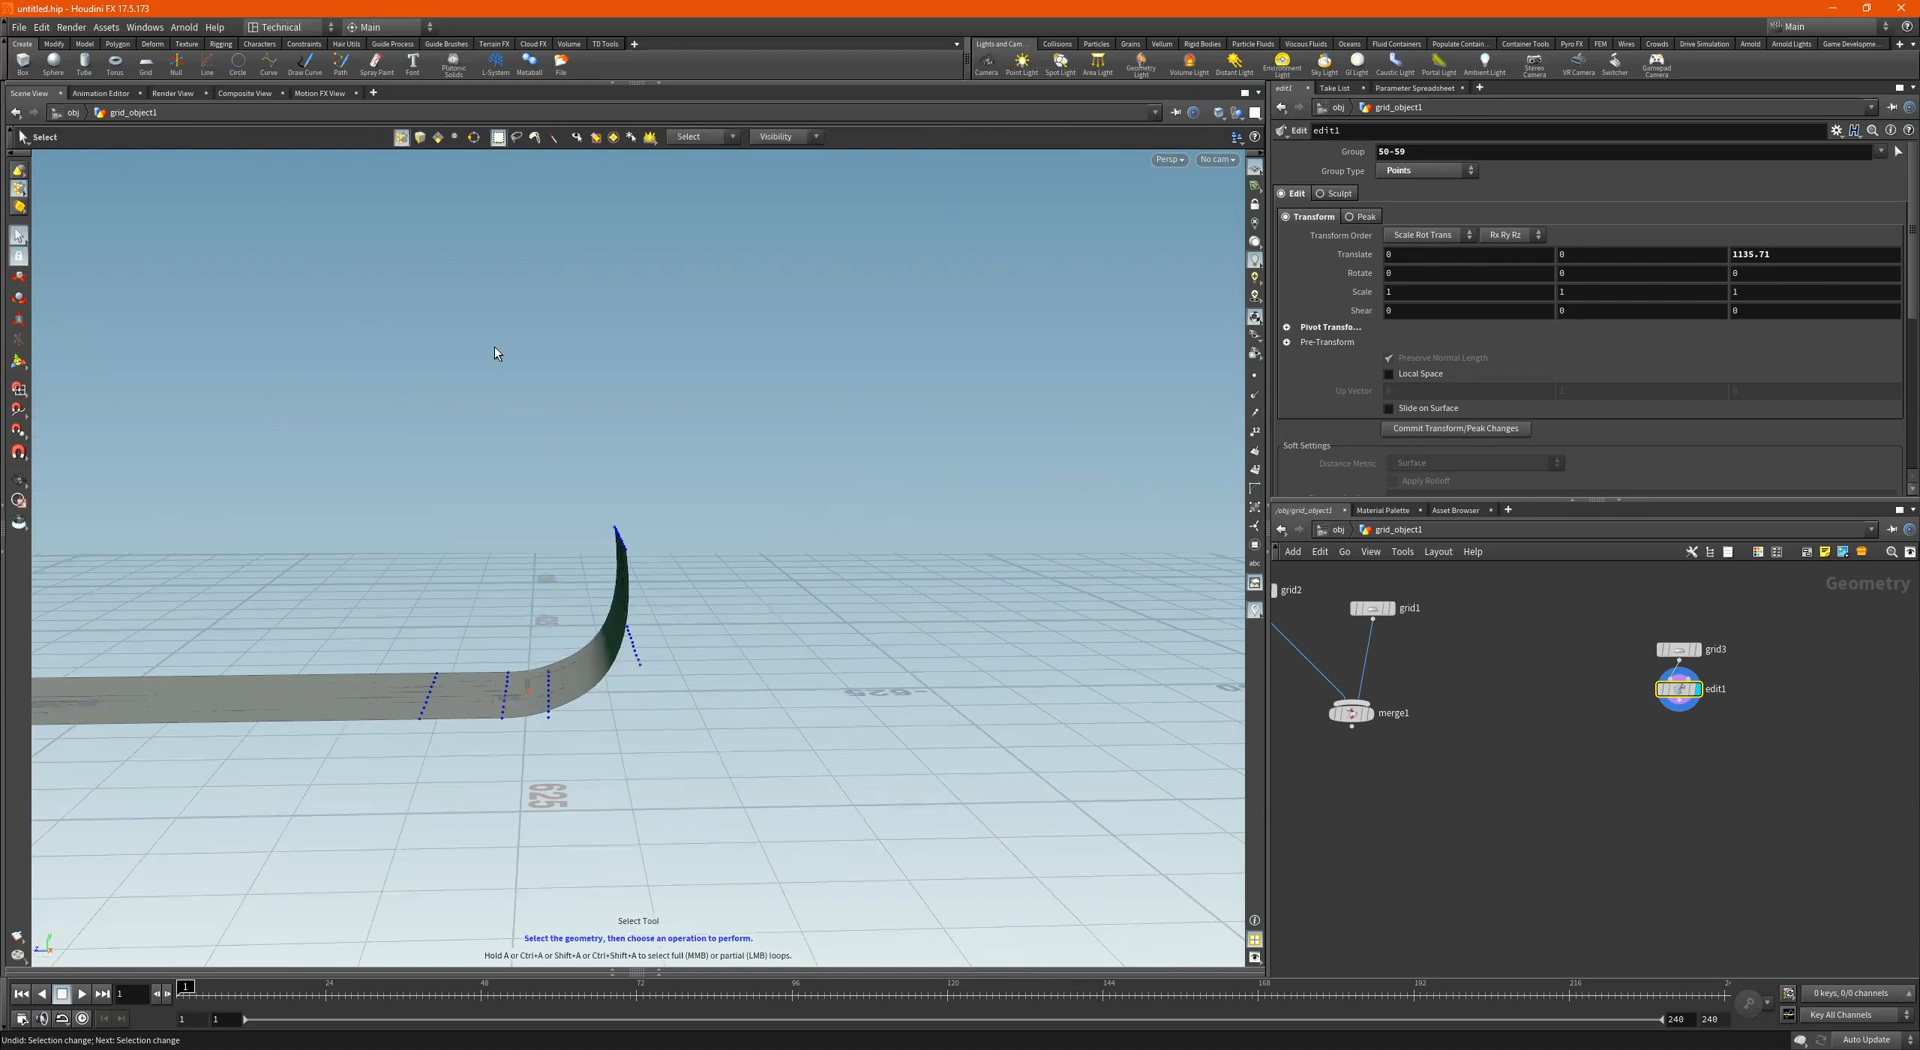 untitled.hip - Houdini FX 17.5.173
File Edit Render Assets Windows Arnold Help Technical Main Main
Create Modify Model Polygon Deform Texture Rigging Characters Constraints Hair Utils Guide Process Guide Brushes Terrain FX Cloud FX Volume TD Tools
Lights and Cam... Collisions Particles Grains Vellum Rigid Bodies Particle Fluids Viscous Fluids Oceans Fluid Containers Populate Contain... Container Tools Pyro FX FEM Wires Crowds Drive Simulation Arnold Arnold Lights Game Developme...
Box Sphere Tube Torus Grid Null Line Circle Curve Draw Curve Path Spray Paint Font Platonic Solids L-System Metaball File
Camera Point Light Spot Light Area Light Geometry Light Volume Light Distant Light Environment Light Sky Light GI Light Caustic Light Portal Light Ambient Light Stereo Camera VR Camera Switcher Gamepad Camera
Scene View Animation Editor Render View Composite View Motion FX View
obj grid_object1
Select Select Visibility
Persp No cam
625
Select Tool
Select the geometry, then choose an operation to perform.
Hold A or Ctrl+A or Shift+A or Ctrl+Shift+A to select full (MMB) or partial (LMB) loops.
edit1 Take List Parameter Spreadsheet
obj grid_object1
Edit edit1
Group 50-59
Group Type Points
Edit Sculpt
Transform Peak
Transform Order Scale Rot Trans Rx Ry Rz
Translate 0 0 1135.71
Rotate 0 0 0
Scale 1 1 1
Shear 0 0 0
Pivot Transfo...
Pre-Transform
Preserve Normal Length
Local Space
Up Vector
Slide on Surface
Commit Transform/Peak Changes
Soft Settings
Distance Metric Surface
Apply Rolloff
/obj/grid_object1 Material Palette Asset Browser
obj grid_object1
Add Edit Go View Tools Layout Help
Geometry
grid2
grid1
grid3
edit1
merge1
1 1 24 48 72 96 120 144 168 192 216
0 keys, 0/0 channels
1 1 240 240 Key All Channels
Undid: Selection change; Next: Selection change Auto Update